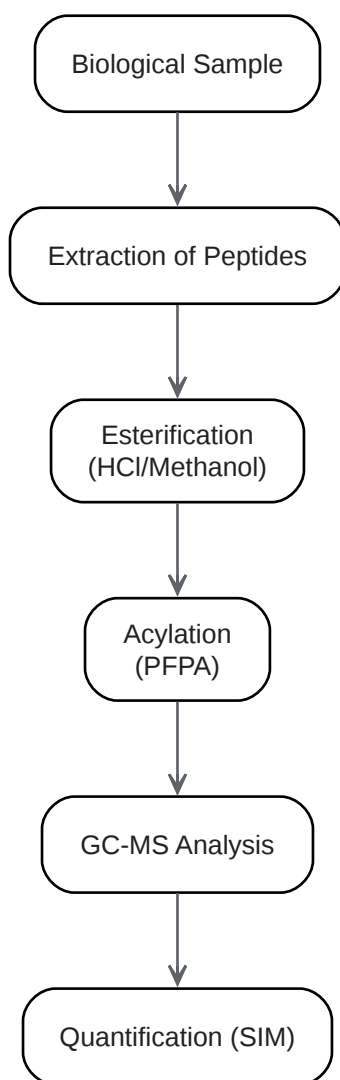 Biological Sample
Extraction of Peptides
Esterification
(HCl/Methanol)
Acylation
(PFPA)
GC-MS Analysis
Quantification (SIM)